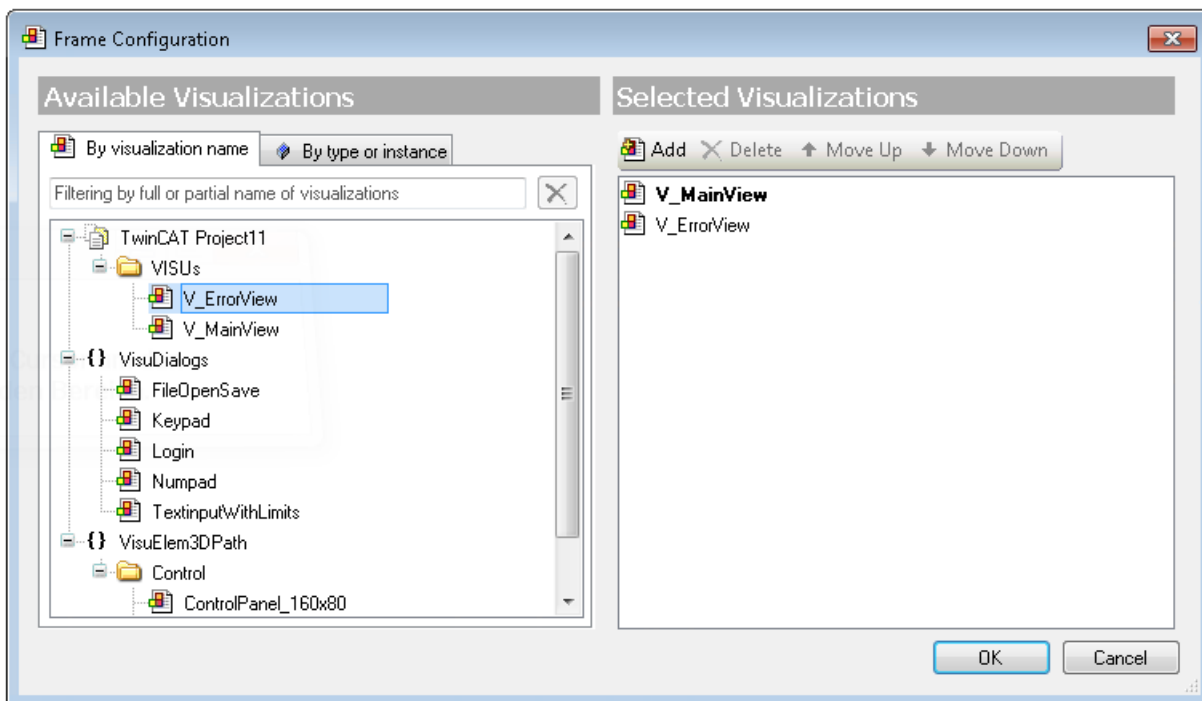 Frame Configuration
Available Visualizations
By visualization name
By type or instance
Filtering by full or partial name of visualizations
TwinCAT Project11
VISUs
V_ErrorView
V_MainView
{} VisuDialogs
FileOpenSave
Keypad
Login
Numpad
TextinputWithLimits
{} VisuElem3DPath
Control
ControlPanel_160x80
Selected Visualizations
Add Delete Move Up Move Down
V_MainView
V_ErrorView
OK Cancel